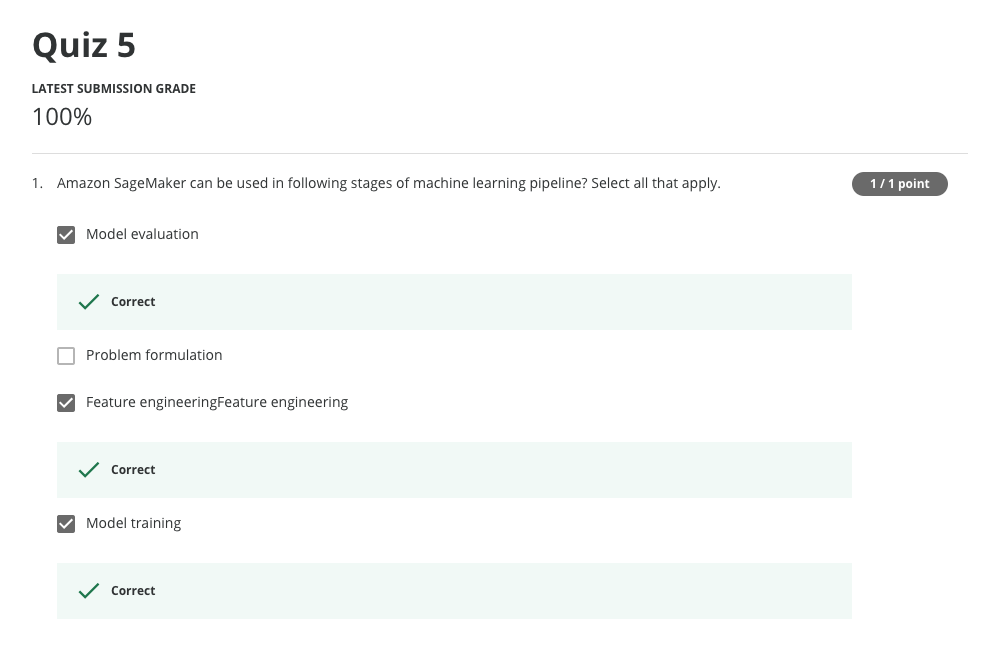 Quiz 5
LATEST SUBMISSION GRADE
100%
1. Amazon SageMaker can be used in following stages of machine learning pipeline? Select all that apply.
1 / 1 point
Model evaluation
Correct
Problem formulation
Feature engineeringFeature engineering
Correct
Model training
Correct